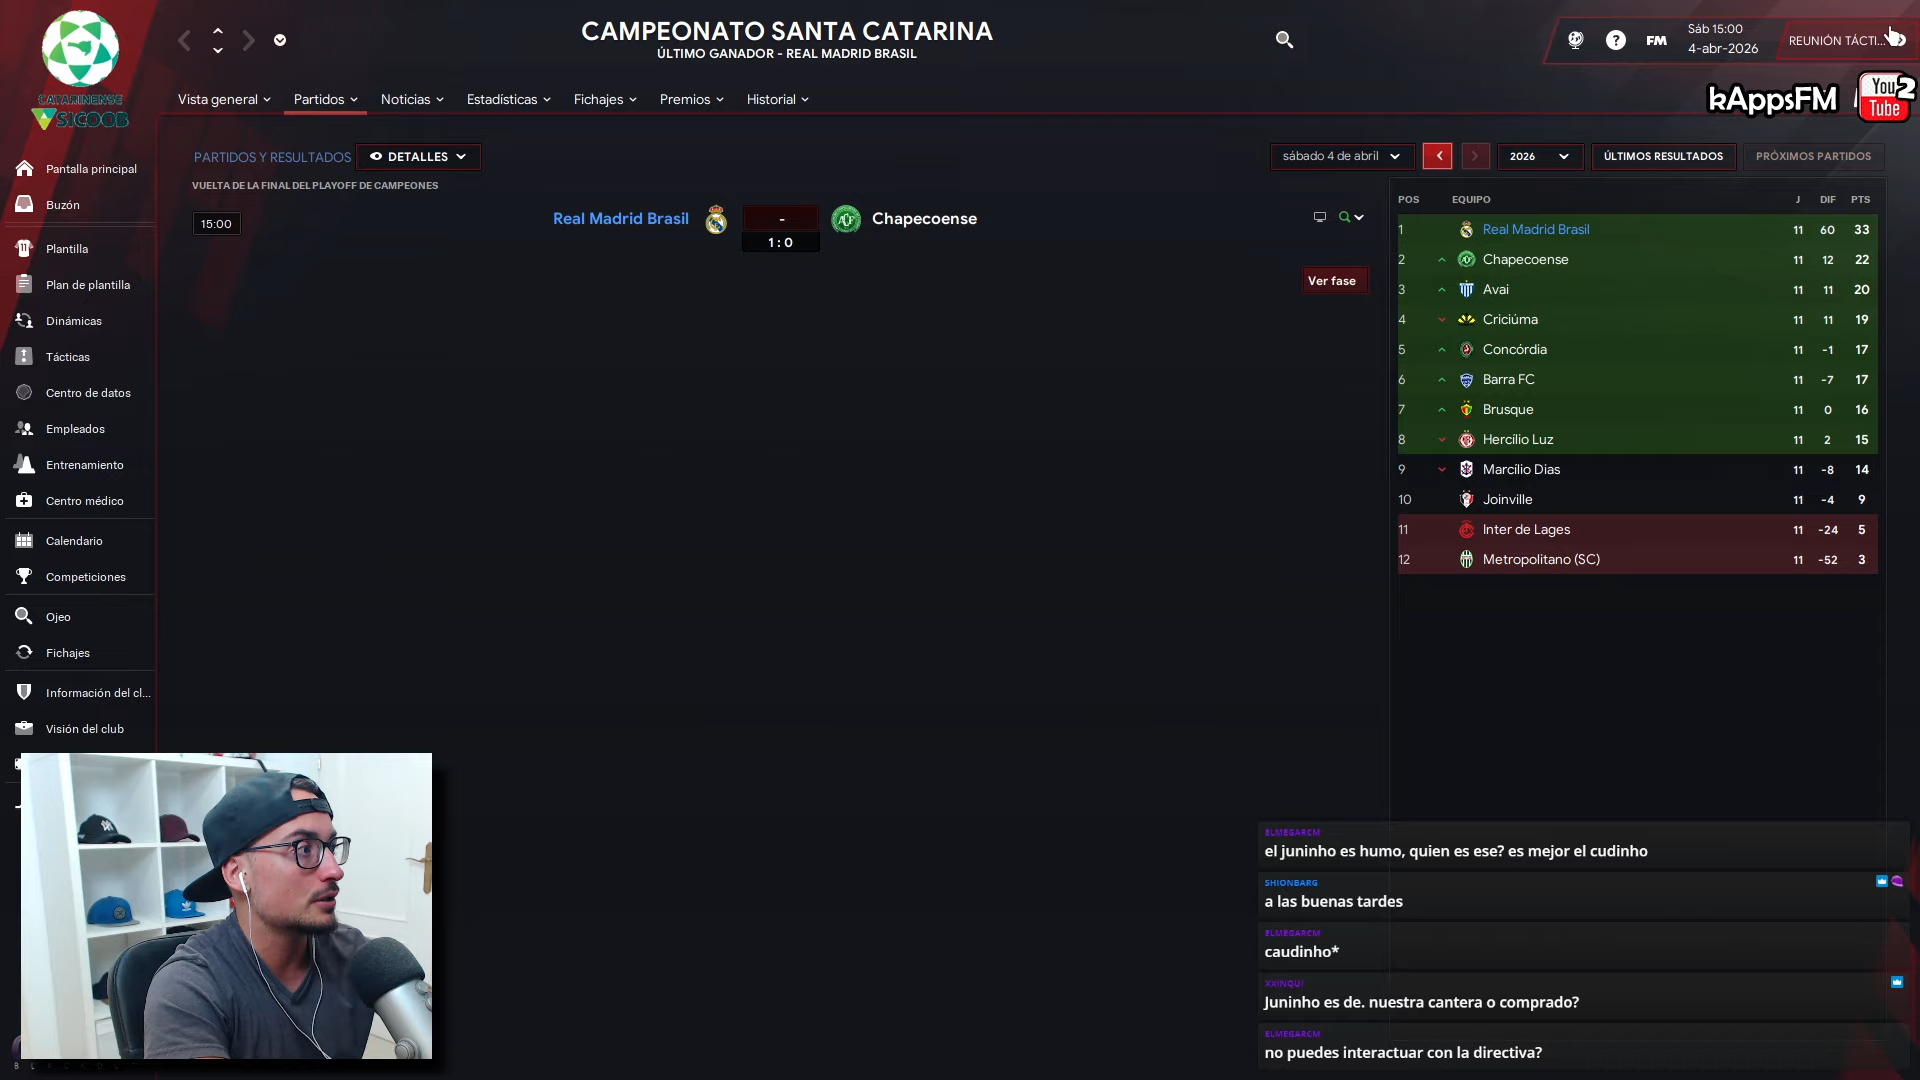 CAMPEONATO SANTA CATARINA
ÚLTIMO GANADOR - REAL MADRID BRASIL
FM
Sáb 15:00
4-abr-2026
REUNIÓN TÁCTI...
CATARINENSE
SICOOB
Vista general
Partidos
Noticias
Estadísticas
Fichajes
Premios
Historial
kAppsFM
You
Tube
2
PARTIDOS Y RESULTADOS
DETALLES
sábado 4 de abril
2026
ÚLTIMOS RESULTADOS
PRÓXIMOS PARTIDOS
VUELTA DE LA FINAL DEL PLAYOFF DE CAMPEONES
15:00
Real Madrid Brasil
-
Chapecoense
1 : 0
Ver fase
Pantalla principal
Buzón
Plantilla
Plan de plantilla
Dinámicas
Tácticas
Centro de datos
Empleados
Entrenamiento
Centro médico
Calendario
Competiciones
Ojeo
Fichajes
Información del cl...
Visión del club
POS EQUIPO J DIF PTS
1 Real Madrid Brasil 11 60 33
2 Chapecoense 11 12 22
3 Avai 11 11 20
4 Criciúma 11 11 19
5 Concórdia 11 -1 17
6 Barra FC 11 -7 17
7 Brusque 11 0 16
8 Hercílio Luz 11 2 15
9 Marcílio Dias 11 -8 14
10 Joinville 11 -4 9
11 Inter de Lages 11 -24 5
12 Metropolitano (SC) 11 -52 3
ELMEGARCM
el juninho es humo, quien es ese? es mejor el cudinho
SHIONBARG
a las buenas tardes
ELMEGARCM
caudinho*
XXINQUI
Juninho es de. nuestra cantera o comprado?
ELMEGARCM
no puedes interactuar con la directiva?